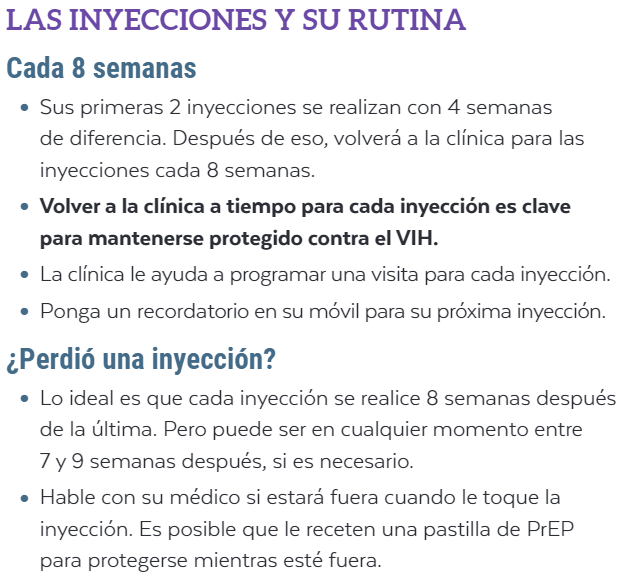 LAS INYECCIONES Y SU RUTINA
Cada 8 semanas
• Sus primeras 2 inyecciones se realizan con 4 semanas
de diferencia. Después de eso, volverá a la clínica para las
inyecciones cada 8 semanas.
• Volver a la clínica a tiempo para cada inyección es clave
para mantenerse protegido contra el VIH.
• La clínica le ayuda a programar una visita para cada inyección.
• Ponga un recordatorio en su móvil para su próxima inyección.
¿Perdió una inyección?
• Lo ideal es que cada inyección se realice 8 semanas después
de la última. Pero puede ser en cualquier momento entre
7 y 9 semanas después, si es necesario.
• Hable con su médico si estará fuera cuando le toque la
inyección. Es posible que le receten una pastilla de PrEP
para protegerse mientras esté fuera.